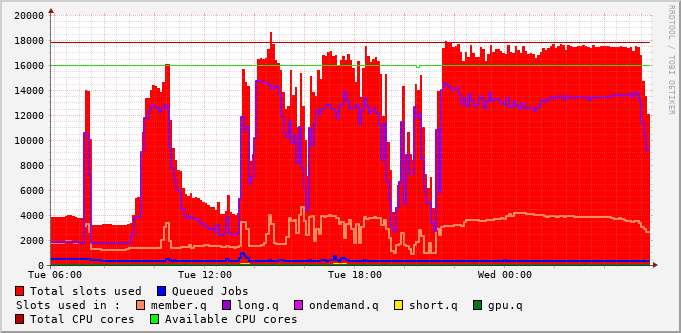 RRDTOOL / TOBI OETIKER
20000
18000
16000
14000
12000
10000
8000
6000
4000
2000
0
Tue 06:00 Tue 12:00 Tue 18:00 Wed 00:00
Total slots used Queued Jobs
Slots used in : member.q long.q ondemand.q short.q gpu.q
Total CPU cores Available CPU cores